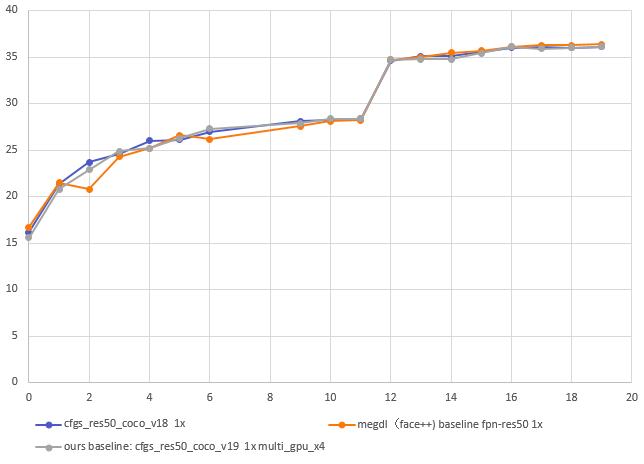 40
35
30
25
20
15
10
5
0
0 2 4 6 8 10 12 14 16 18 20
cfgs_res50_coco_v18 1x
megdl（face++) baseline fpn-res50 1x
ours baseline: cfgs_res50_coco_v19 1x multi_gpu_x4